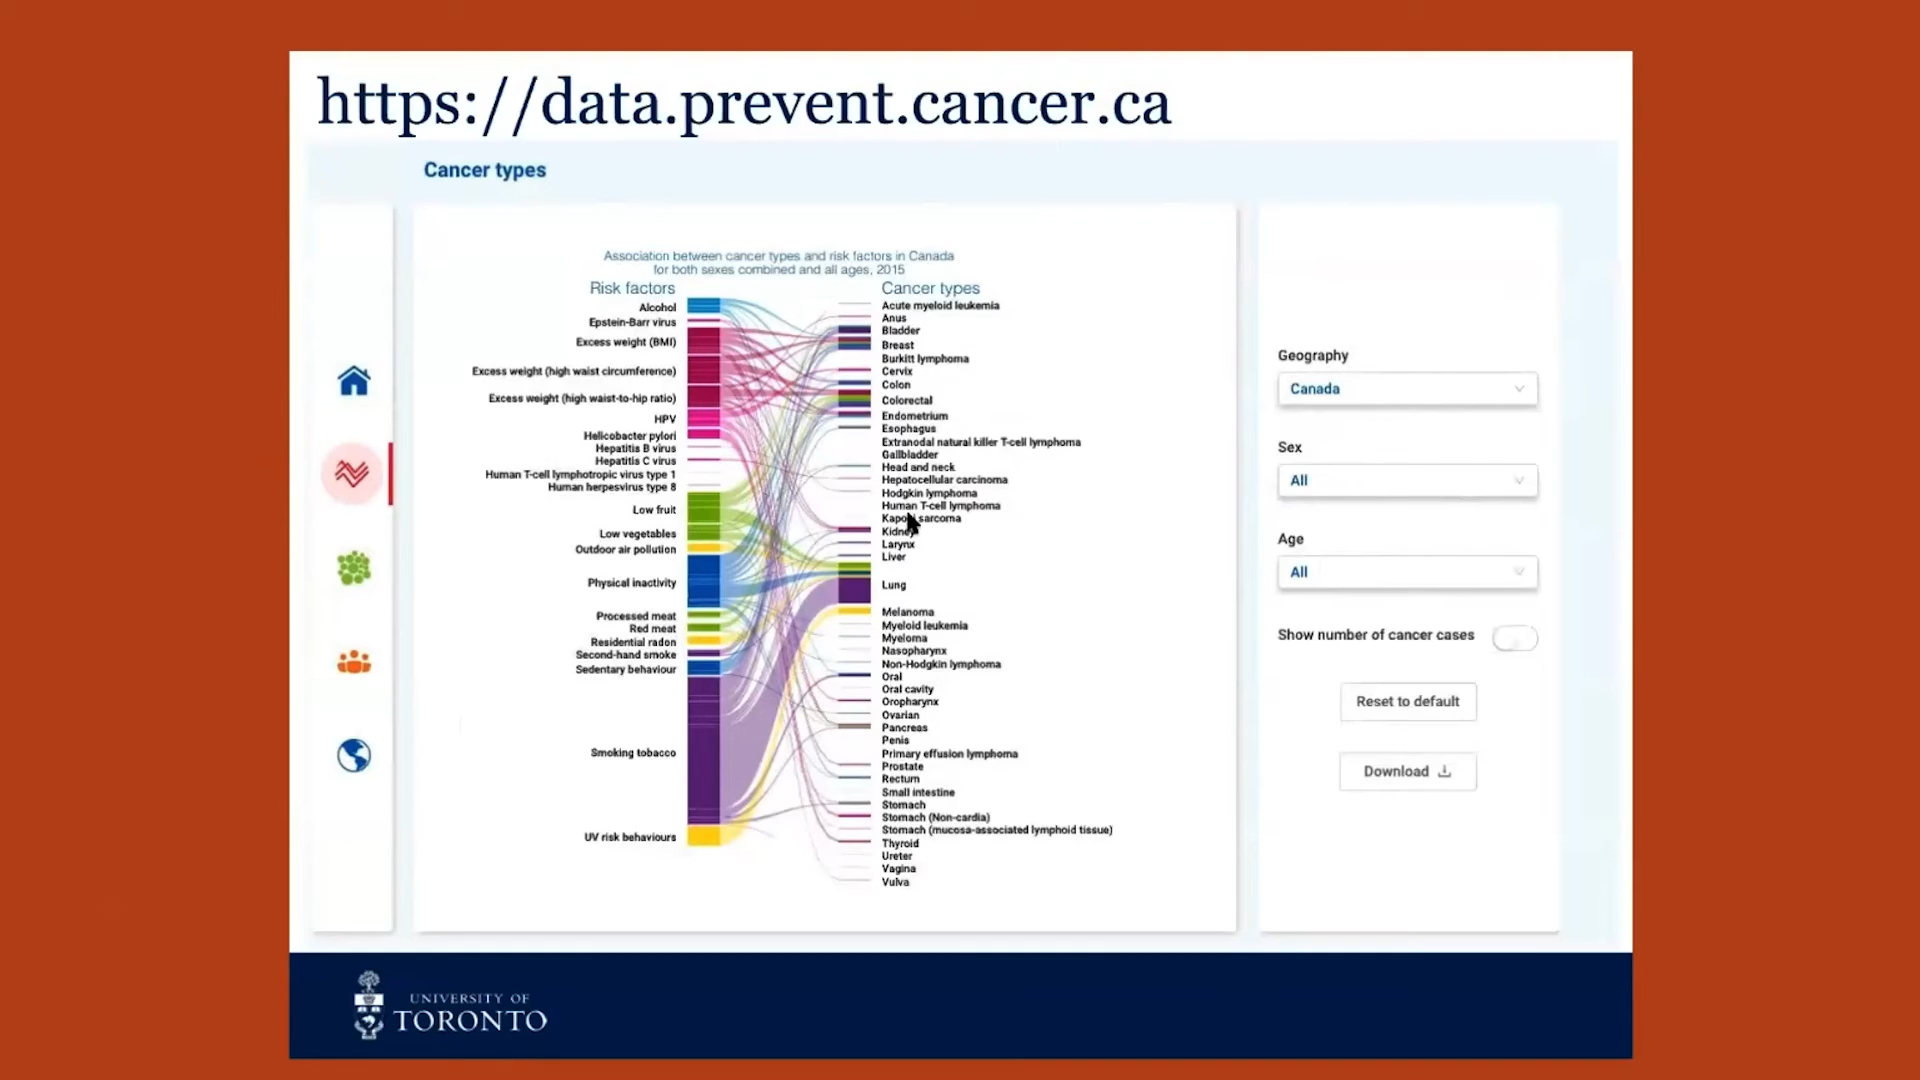 https://data.prevent.cancer.ca
Cancer types
Association between cancer types and risk factors in Canada
for both sexes combined and all ages, 2015
Risk factors
Alcohol
Epstein-Barr virus
Excess weight (BMI)
Excess weight (high waist circumference)
Excess weight (high waist-to-hip ratio)
HPV
Helicobacter pylori
Hepatitis B virus
Hepatitis C virus
Human T-cell lymphotropic virus type 1
Human herpesvirus type 8
Low fruit
Low vegetables
Outdoor air pollution
Physical inactivity
Processed meat
Red meat
Residential radon
Second-hand smoke
Sedentary behaviour
Smoking tobacco
UV risk behaviours
Cancer types
Acute myeloid leukemia
Anus
Bladder
Breast
Burkitt lymphoma
Cervix
Colon
Colorectal
Endometrium
Esophagus
Extranodal natural killer T-cell lymphoma
Gallbladder
Head and neck
Hepatocellular carcinoma
Hodgkin lymphoma
Human T-cell lymphoma
Kaposi sarcoma
Kidney
Larynx
Liver
Lung
Melanoma
Myeloid leukemia
Myeloma
Nasopharynx
Non-Hodgkin lymphoma
Oral
Oral cavity
Oropharynx
Ovarian
Pancreas
Penis
Primary effusion lymphoma
Prostate
Rectum
Small intestine
Stomach
Stomach (Non-cardia)
Stomach (mucosa-associated lymphoid tissue)
Thyroid
Ureter
Vagina
Vulva
Geography
Canada
Sex
All
Age
All
Show number of cancer cases
Reset to default
Download
UNIVERSITY OF
TORONTO